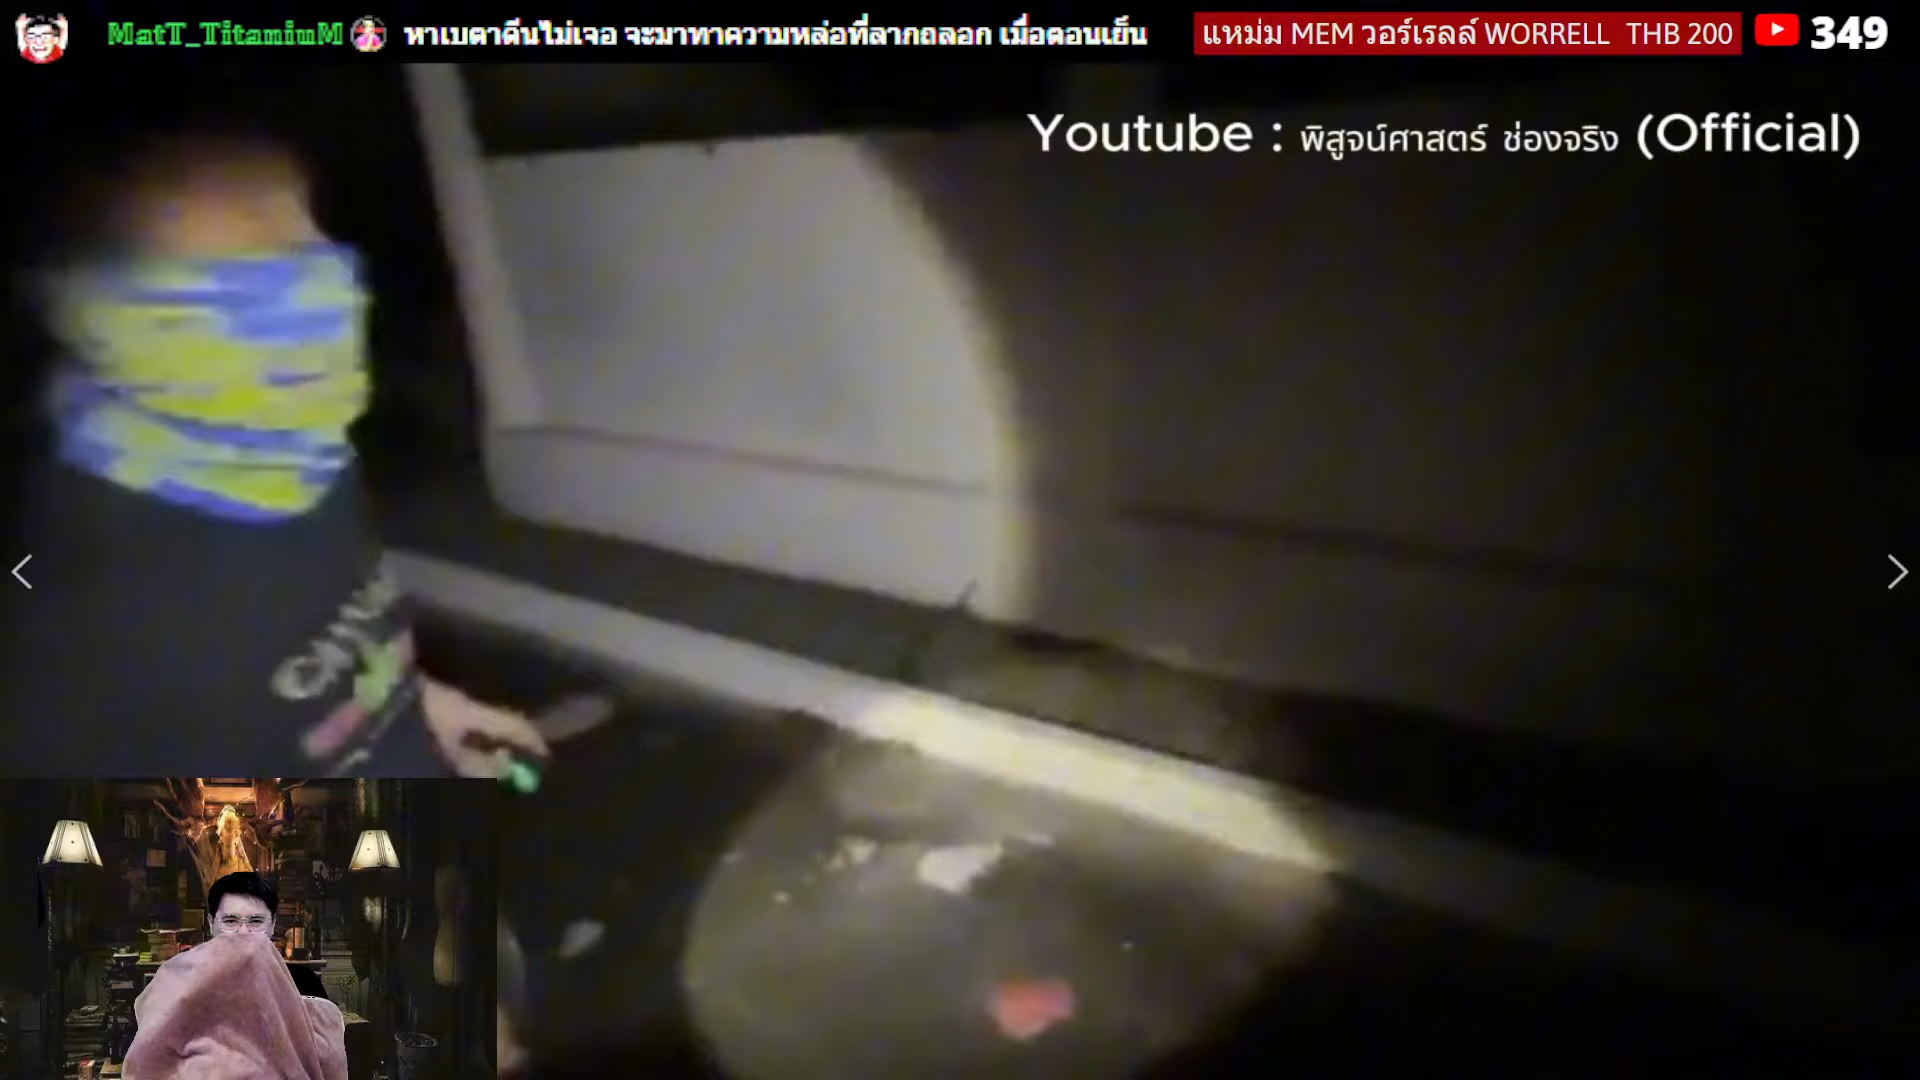 MatT_TitaniuM หาเบตาดีนไม่เจอ จะมาทาความหล่อที่ลากถลอก เมื่อตอนเย็น
แหม่ม MEM วอร์เรลล์ WORRELL THB 200
349
Youtube : พิสูจน์ศาสตร์ ช่องจริง (Official)